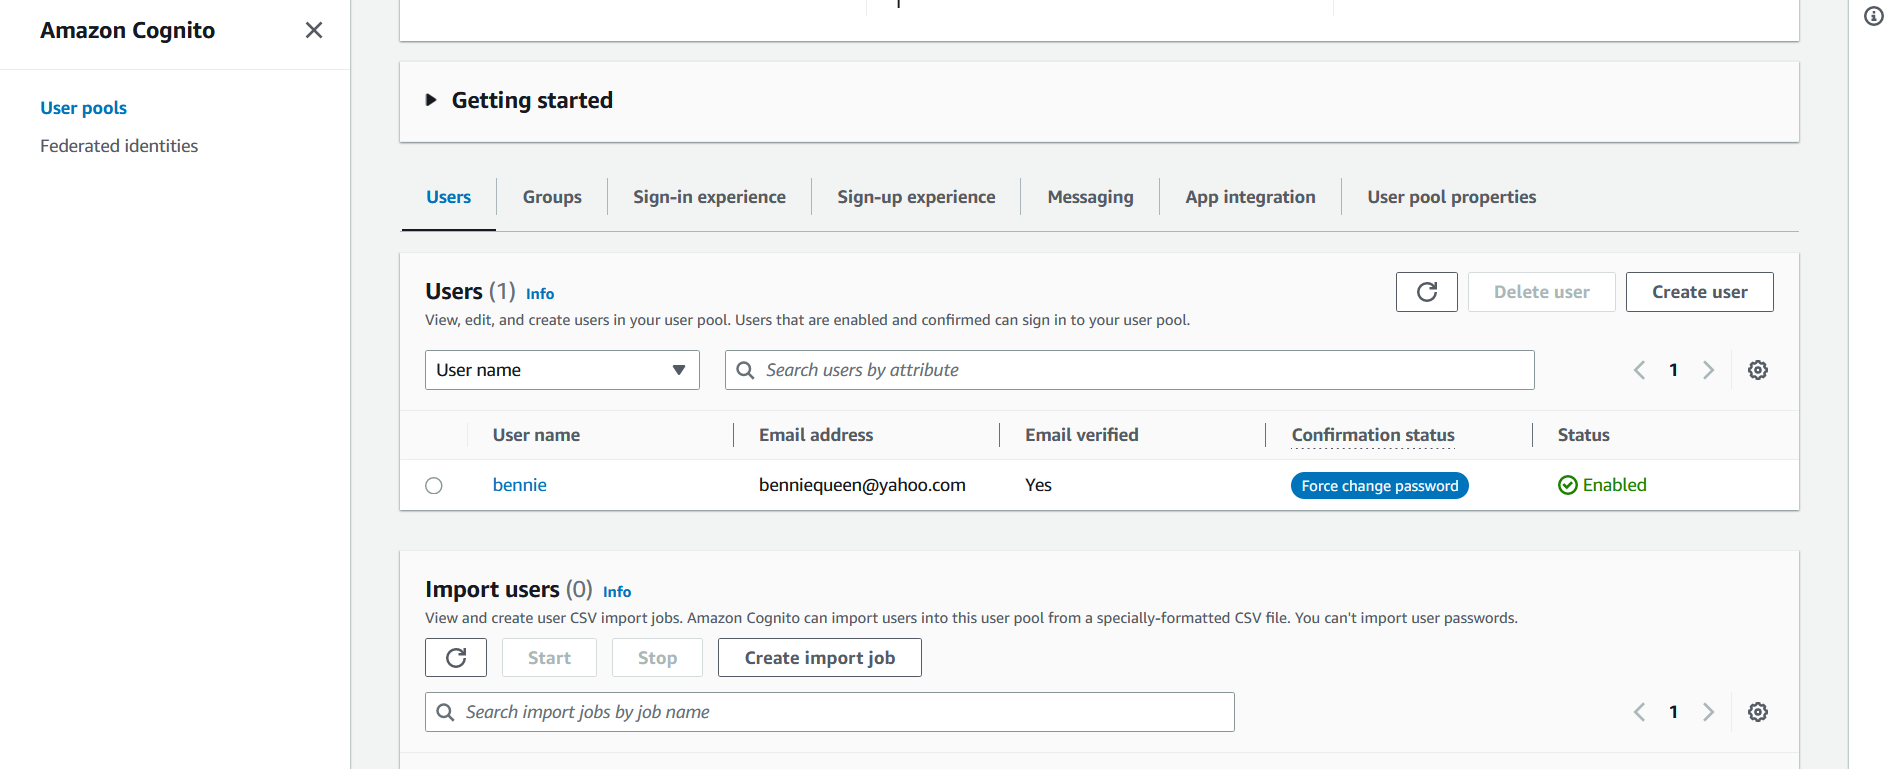 Amazon Cognito
User pools
Federated identities
Getting started
Users
Groups
Sign-in experience
Sign-up experience
Messaging
App integration
User pool properties
Users (1) Info
Delete user
Create user
View, edit, and create users in your user pool. Users that are enabled and confirmed can sign in to your user pool.
User name
Search users by attribute
1
User name
Email address
Email verified
Confirmation status
Status
bennie
benniequeen@yahoo.com
Yes
Force change password
Enabled
Import users (0) Info
View and create user CSV import jobs. Amazon Cognito can import users into this user pool from a specially-formatted CSV file. You can't import user passwords.
Start
Stop
Create import job
Search import jobs by job name
1